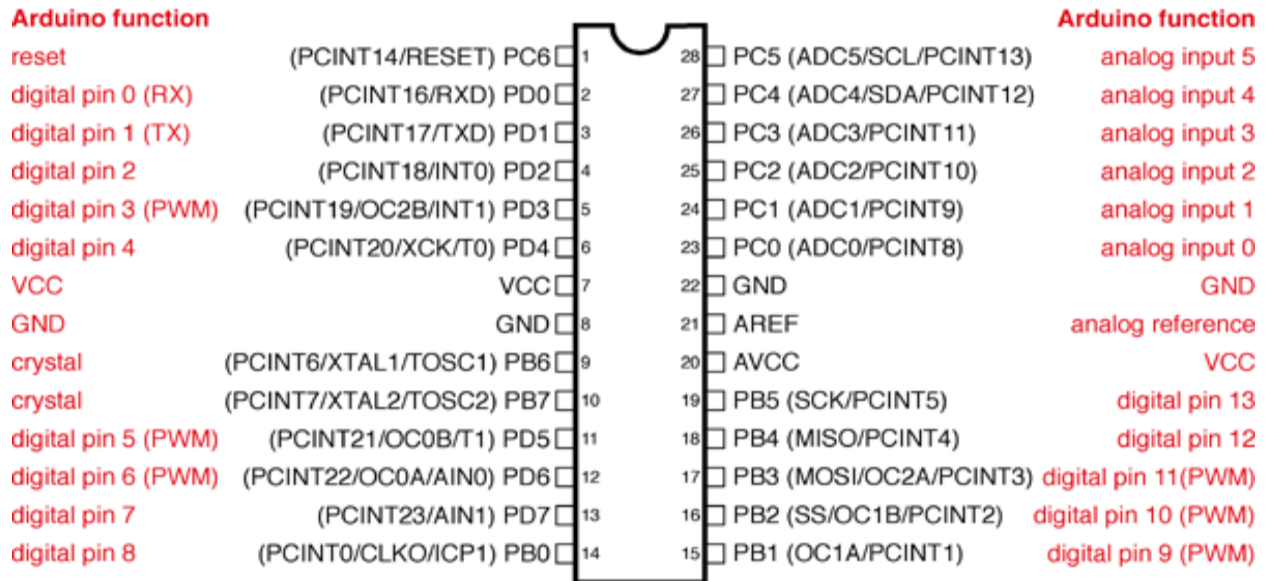 Arduino function Arduino function
reset (PCINT14/RESET) PC6 1 28 PC5 (ADC5/SCL/PCINT13) analog input 5
digital pin 0 (RX) (PCINT16/RXD) PD0 2 27 PC4 (ADC4/SDA/PCINT12) analog input 4
digital pin 1 (TX) (PCINT17/TXD) PD1 3 26 PC3 (ADC3/PCINT11) analog input 3
digital pin 2 (PCINT18/INT0) PD2 4 25 PC2 (ADC2/PCINT10) analog input 2
digital pin 3 (PWM) (PCINT19/OC2B/INT1) PD3 5 24 PC1 (ADC1/PCINT9) analog input 1
digital pin 4 (PCINT20/XCK/T0) PD4 6 23 PC0 (ADC0/PCINT8) analog input 0
VCC VCC 7 22 GND GND
GND GND 8 21 AREF analog reference
crystal (PCINT6/XTAL1/TOSC1) PB6 9 20 AVCC VCC
crystal (PCINT7/XTAL2/TOSC2) PB7 10 19 PB5 (SCK/PCINT5) digital pin 13
digital pin 5 (PWM) (PCINT21/OC0B/T1) PD5 11 18 PB4 (MISO/PCINT4) digital pin 12
digital pin 6 (PWM) (PCINT22/OC0A/AIN0) PD6 12 17 PB3 (MOSI/OC2A/PCINT3) digital pin 11(PWM)
digital pin 7 (PCINT23/AIN1) PD7 13 16 PB2 (SS/OC1B/PCINT2) digital pin 10 (PWM)
digital pin 8 (PCINT0/CLKO/ICP1) PB0 14 15 PB1 (OC1A/PCINT1) digital pin 9 (PWM)